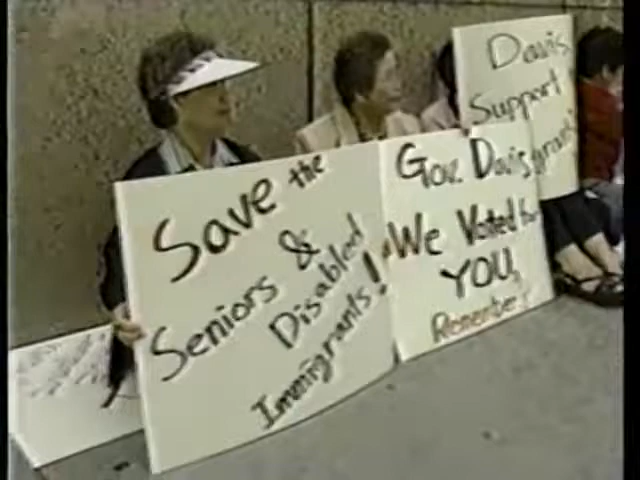 Save the
Seniors &
Disabled
Immigrants!
Gov. Davis
We Voted for
YOU,
Remember?
Davis
Support